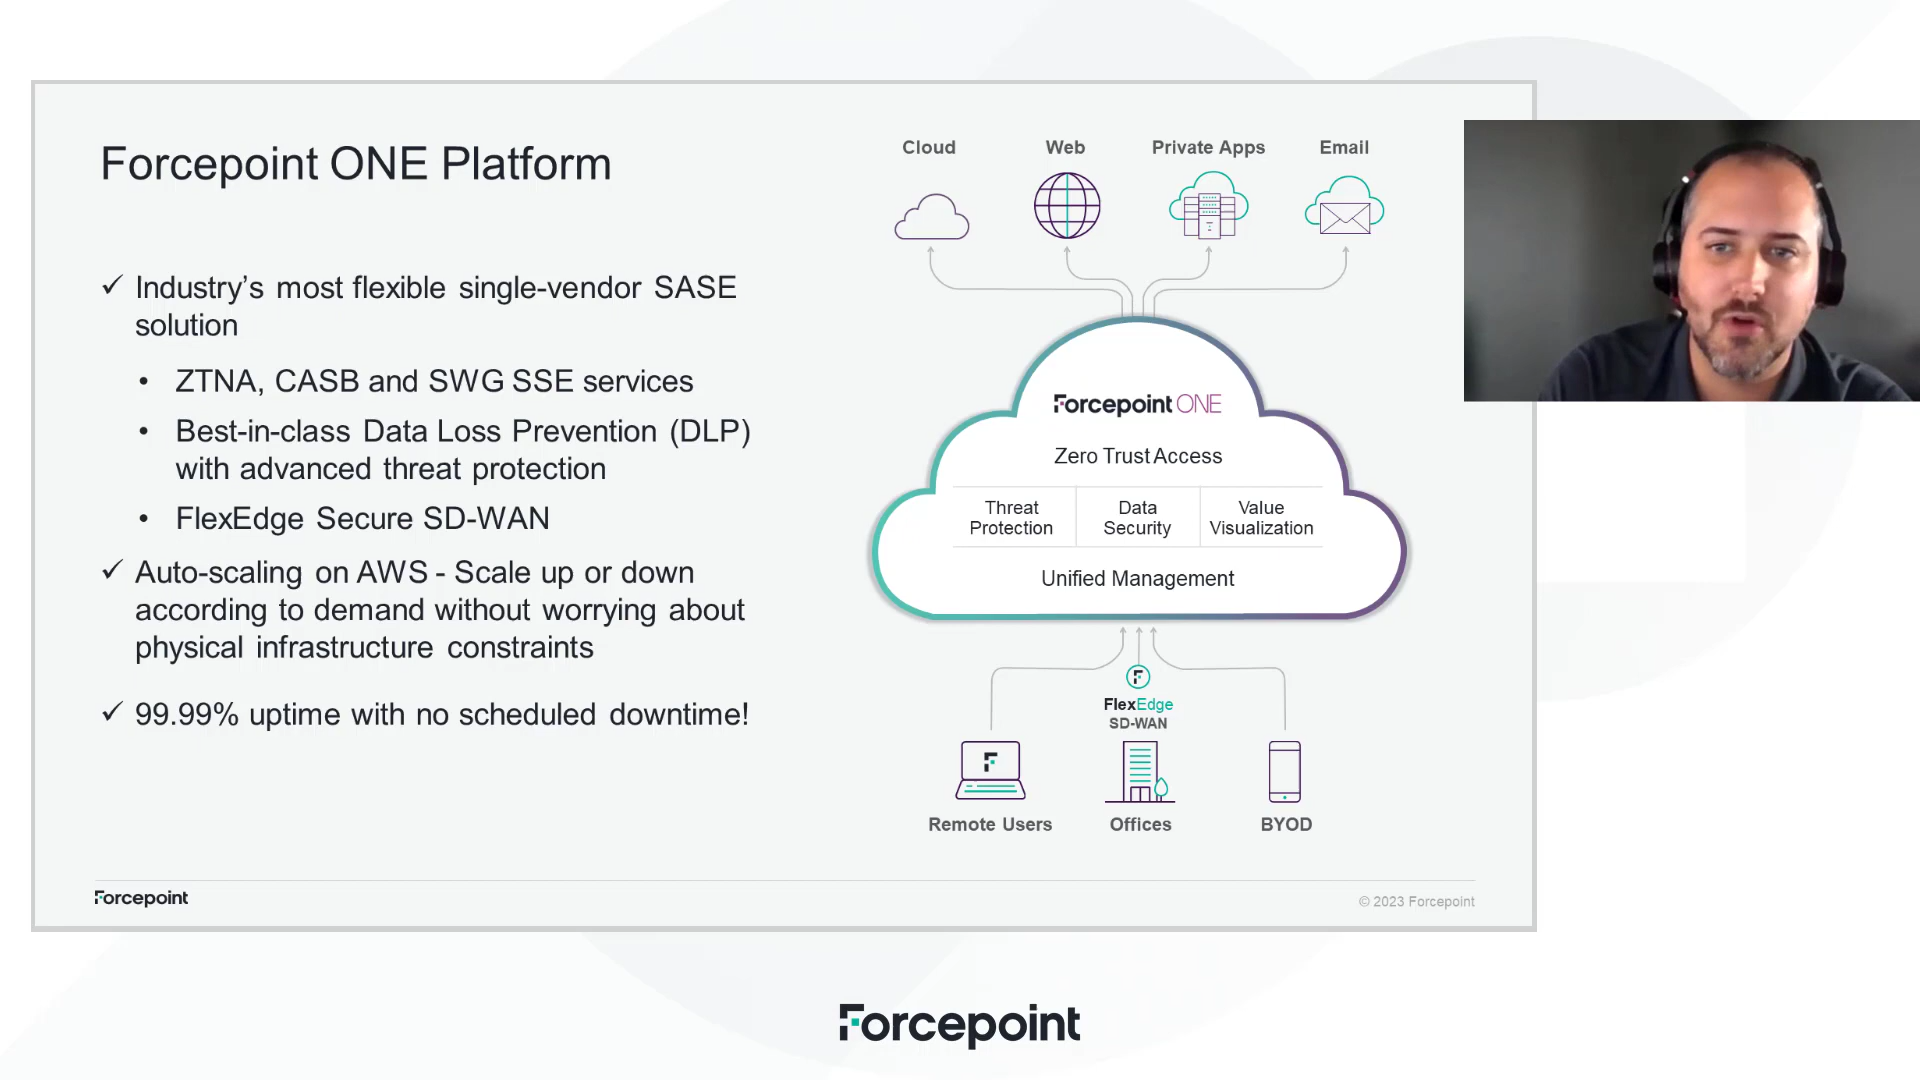 Forcepoint ONE Platform
✓ Industry’s most flexible single-vendor SASE
solution
• ZTNA, CASB and SWG SSE services
• Best-in-class Data Loss Prevention (DLP)
with advanced threat protection
• FlexEdge Secure SD-WAN
✓ Auto-scaling on AWS - Scale up or down
according to demand without worrying about
physical infrastructure constraints
✓ 99.99% uptime with no scheduled downtime!
Cloud Web Private Apps Email
Forcepoint ONE
Zero Trust Access
Threat
Protection
Data
Security
Value
Visualization
Unified Management
FlexEdge
SD-WAN
Remote Users Offices BYOD
Forcepoint
© 2023 Forcepoint
Forcepoint